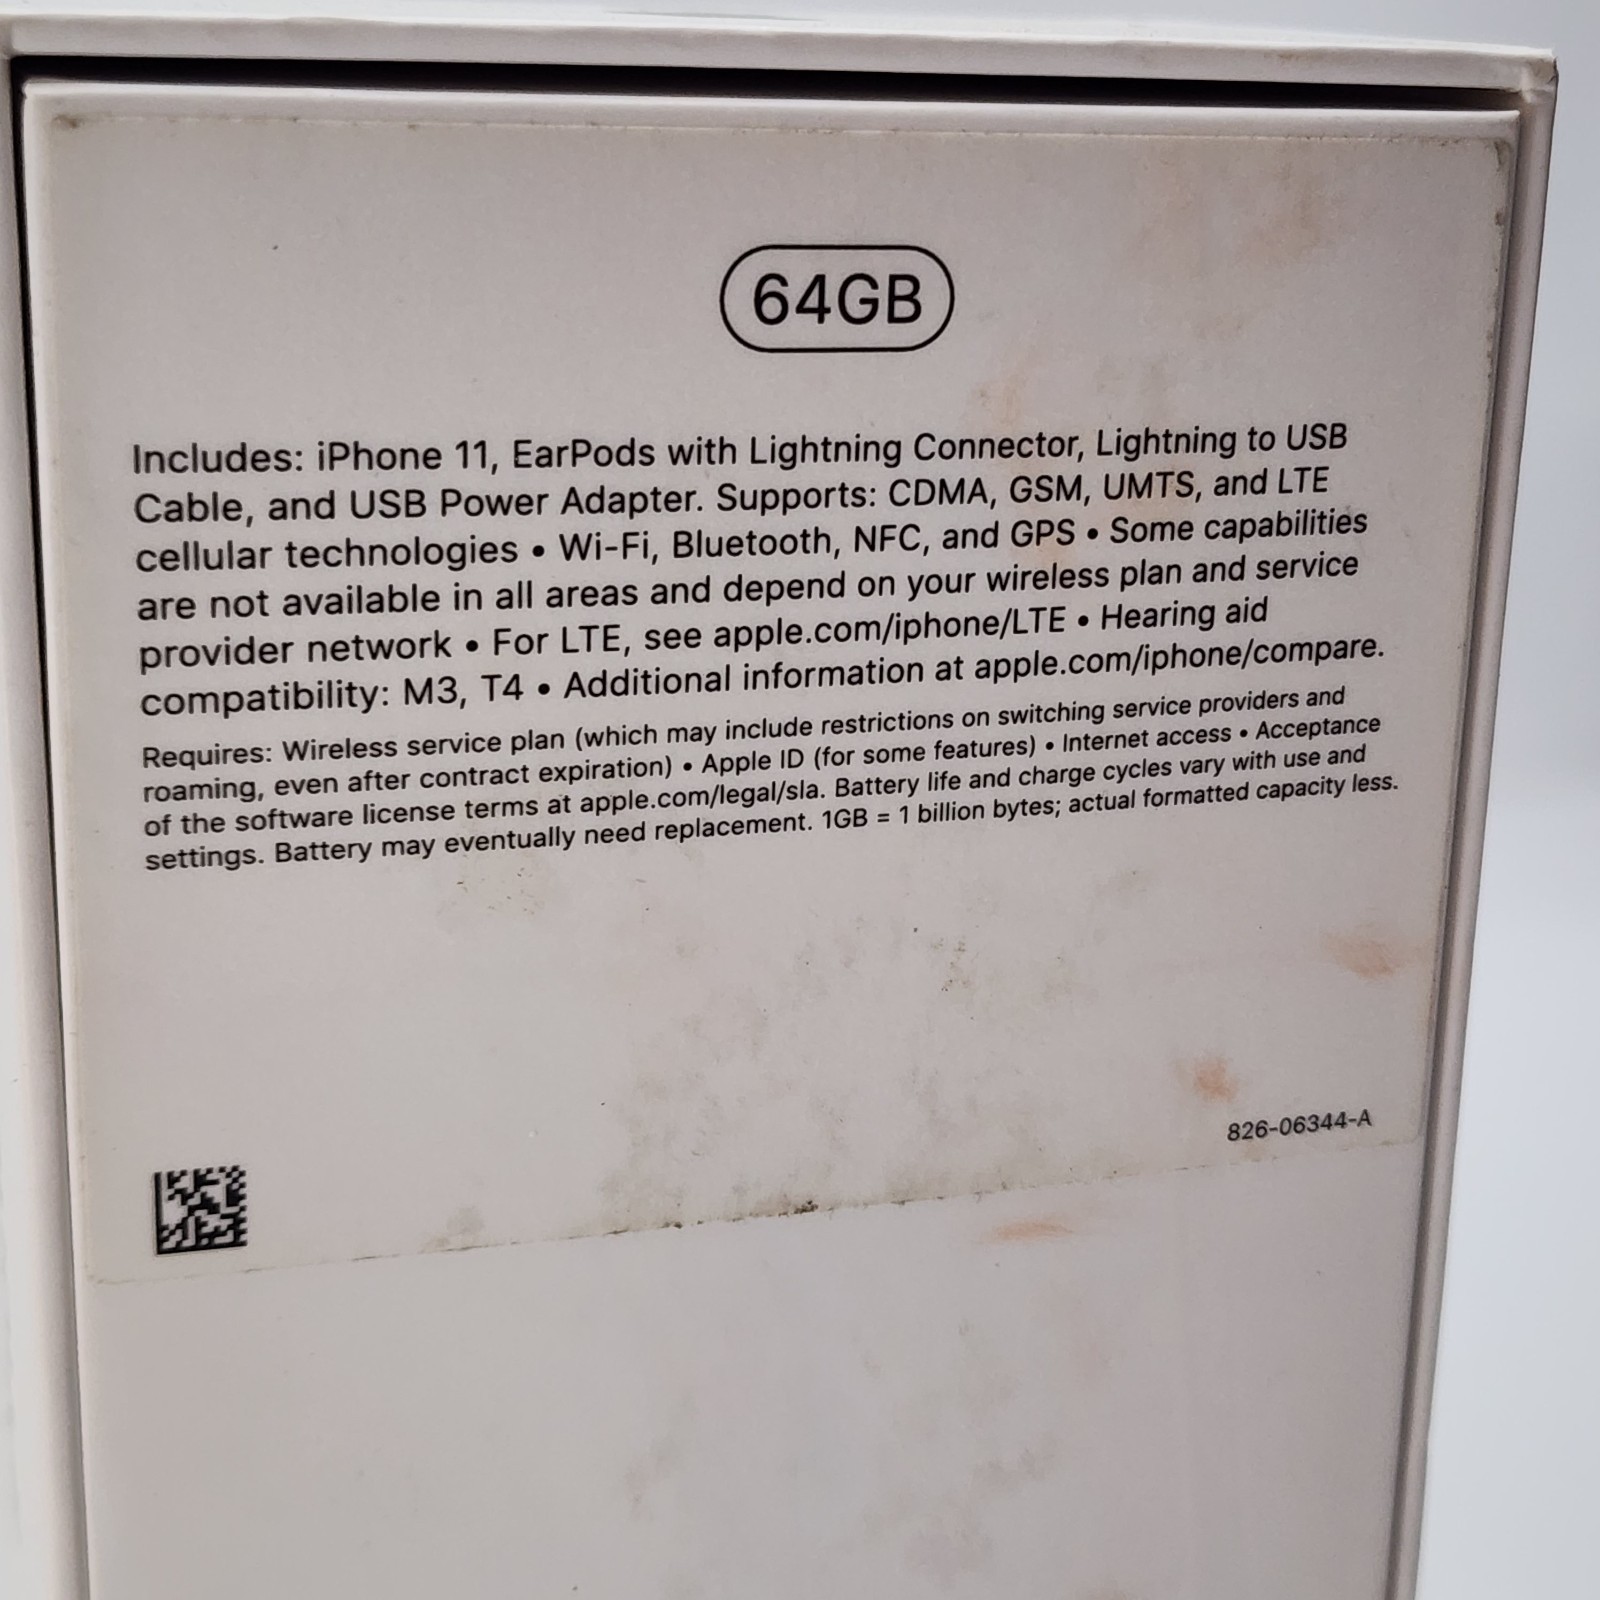 64GB
Includes: iPhone 11, EarPods with Lightning Connector, Lightning to USB
Cable, and USB Power Adapter. Supports: CDMA, GSM, UMTS, and LTE
cellular technologies • Wi-Fi, Bluetooth, NFC, and GPS • Some capabilities
are not available in all areas and depend on your wireless plan and service
provider network • For LTE, see apple.com/iphone/LTE • Hearing aid
compatibility: M3, T4 • Additional information at apple.com/iphone/compare.
Requires: Wireless service plan (which may include restrictions on switching service providers and
roaming, even after contract expiration) • Apple ID (for some features) • Internet access • Acceptance
of the software license terms at apple.com/legal/sla. Battery life and charge cycles vary with use and
settings. Battery may eventually need replacement. 1GB = 1 billion bytes; actual formatted capacity less.
826-06344-A